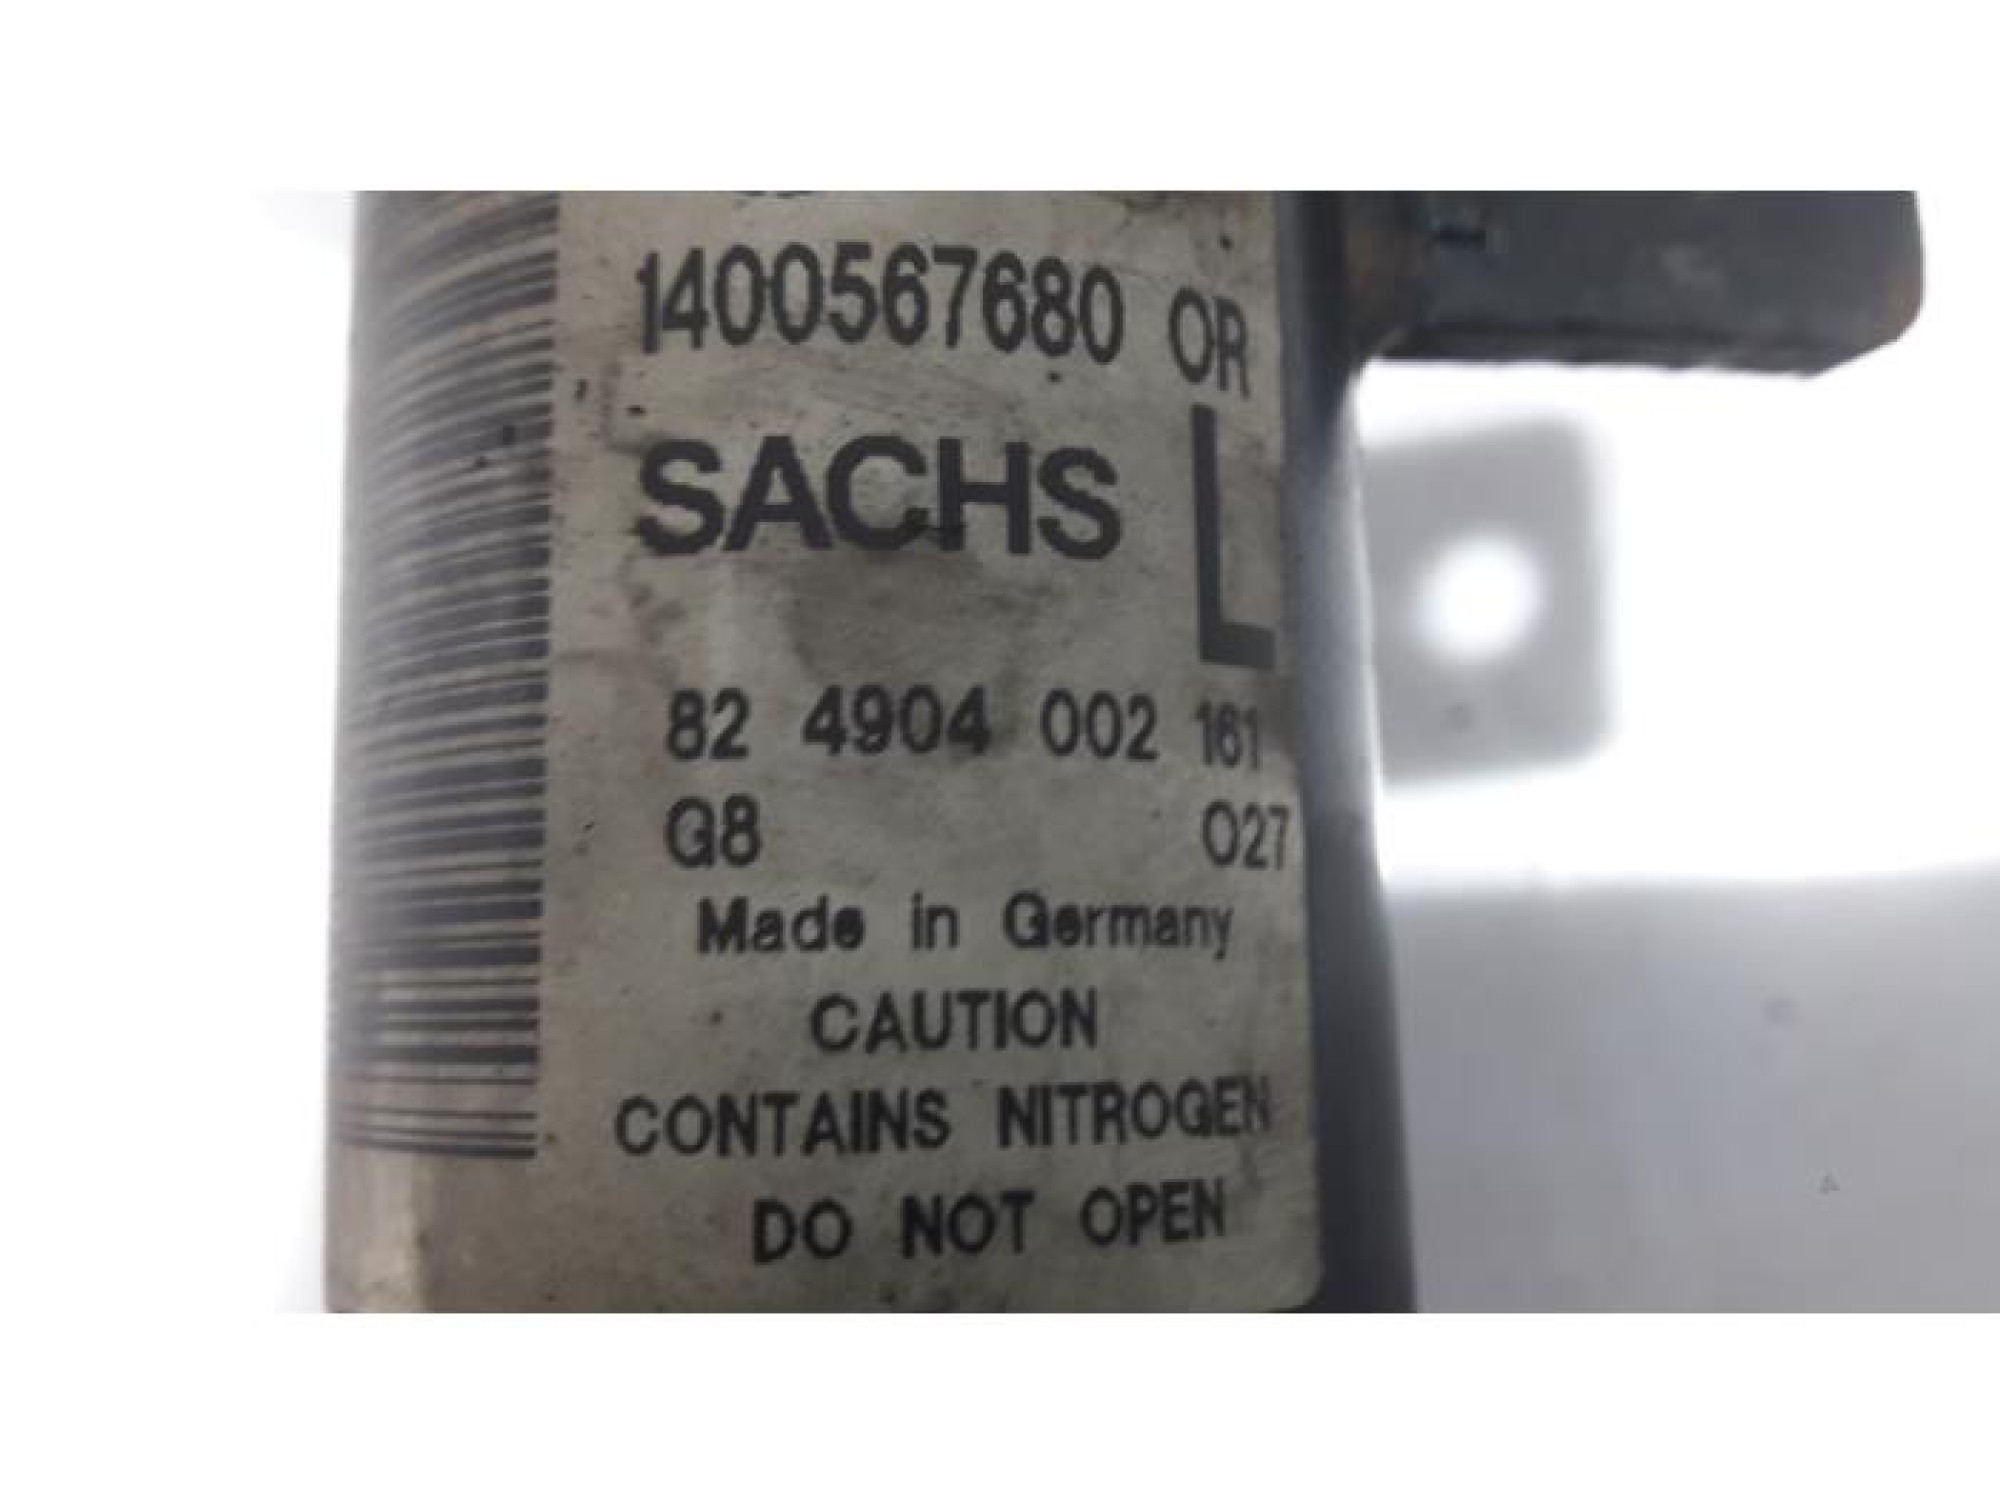 1400567680 OR
SACHS L
82 4904 002 161
G8 027
Made in Germany
CAUTION
CONTAINS NITROGEN
DO NOT OPEN